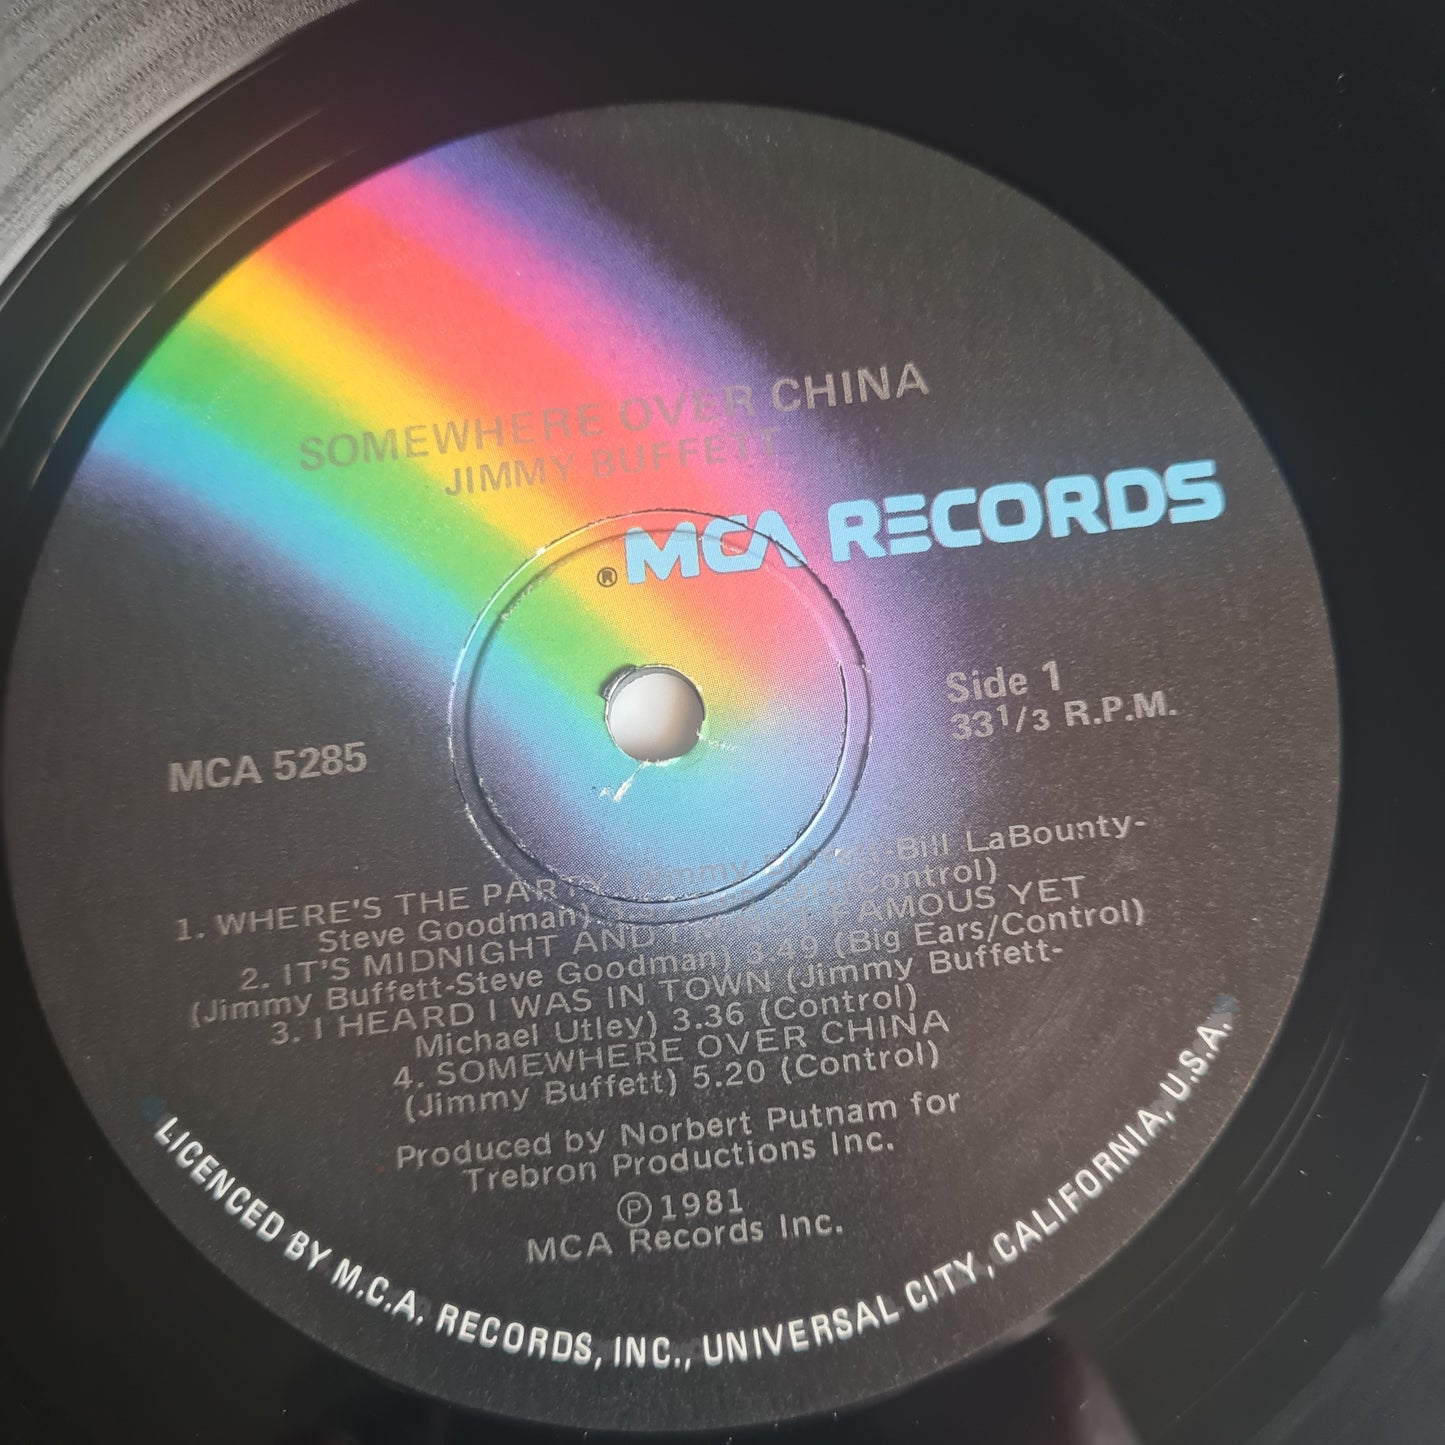 SOMEWHERE OVER CHINA
JIMMY BUFFETT
® MCA RECORDS
Side 1
33 1/3 R.P.M.
MCA 5285
1. WHERE'S THE PARTY (Jimmy Buffett-Bill LaBounty-
Steve Goodman) Ears/Control)
2. IT'S MIDNIGHT AND I'M NOT FAMOUS YET
(Jimmy Buffett-Steve Goodman) 3.49 (Big Ears/Control)
3. I HEARD I WAS IN TOWN (Jimmy Buffett-
Michael Utley) 3.36 (Control)
4. SOMEWHERE OVER CHINA
(Jimmy Buffett) 5.20 (Control)
Produced by Norbert Putnam for
Trebron Productions Inc.
℗ 1981
MCA Records Inc.
LICENCED BY M.C.A. RECORDS, INC., UNIVERSAL CITY, CALIFORNIA, U.S.A.